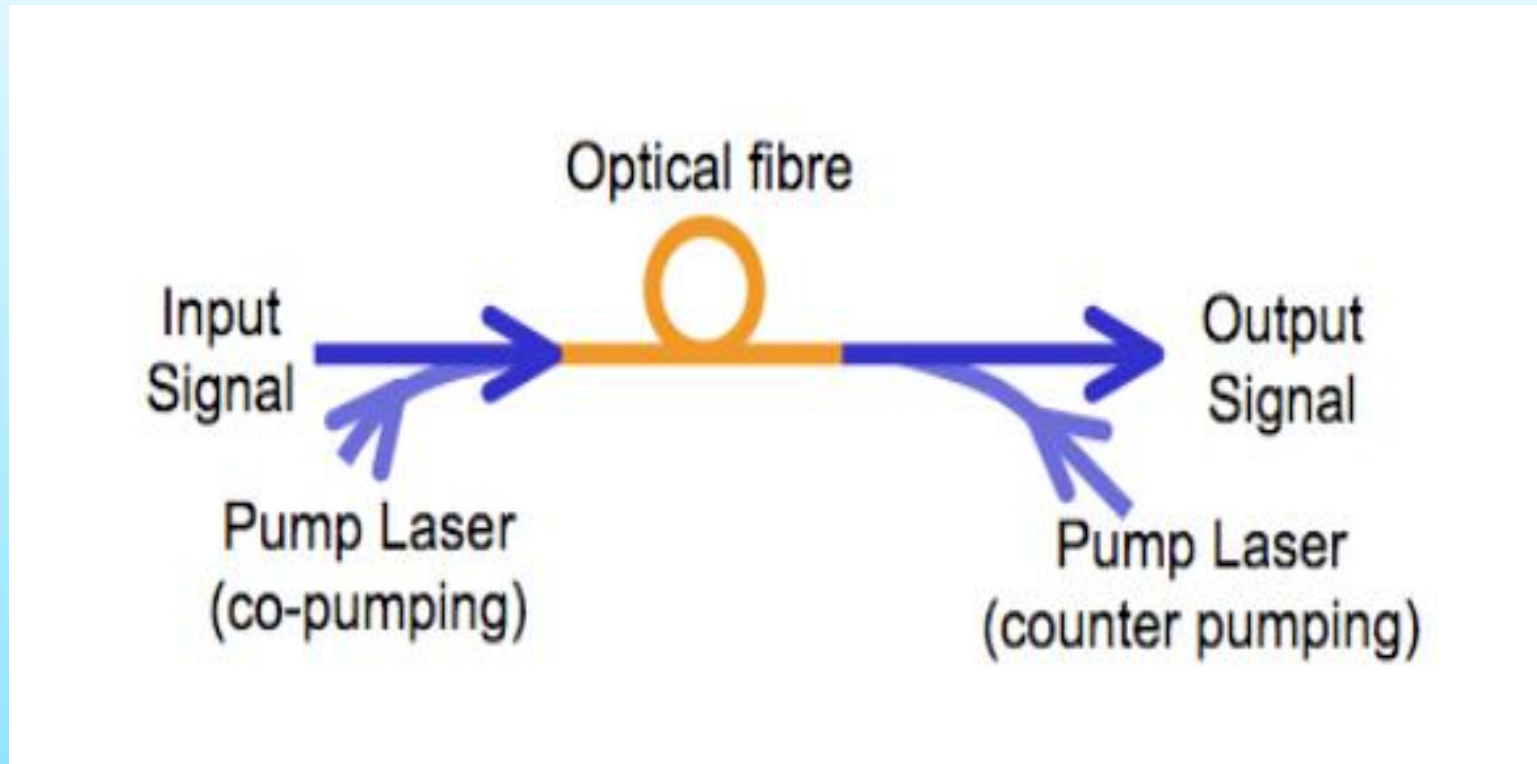 Optical fibre
Input
Signal
Output
Signal
Pump Laser
(co-pumping)
Pump Laser
(counter pumping)